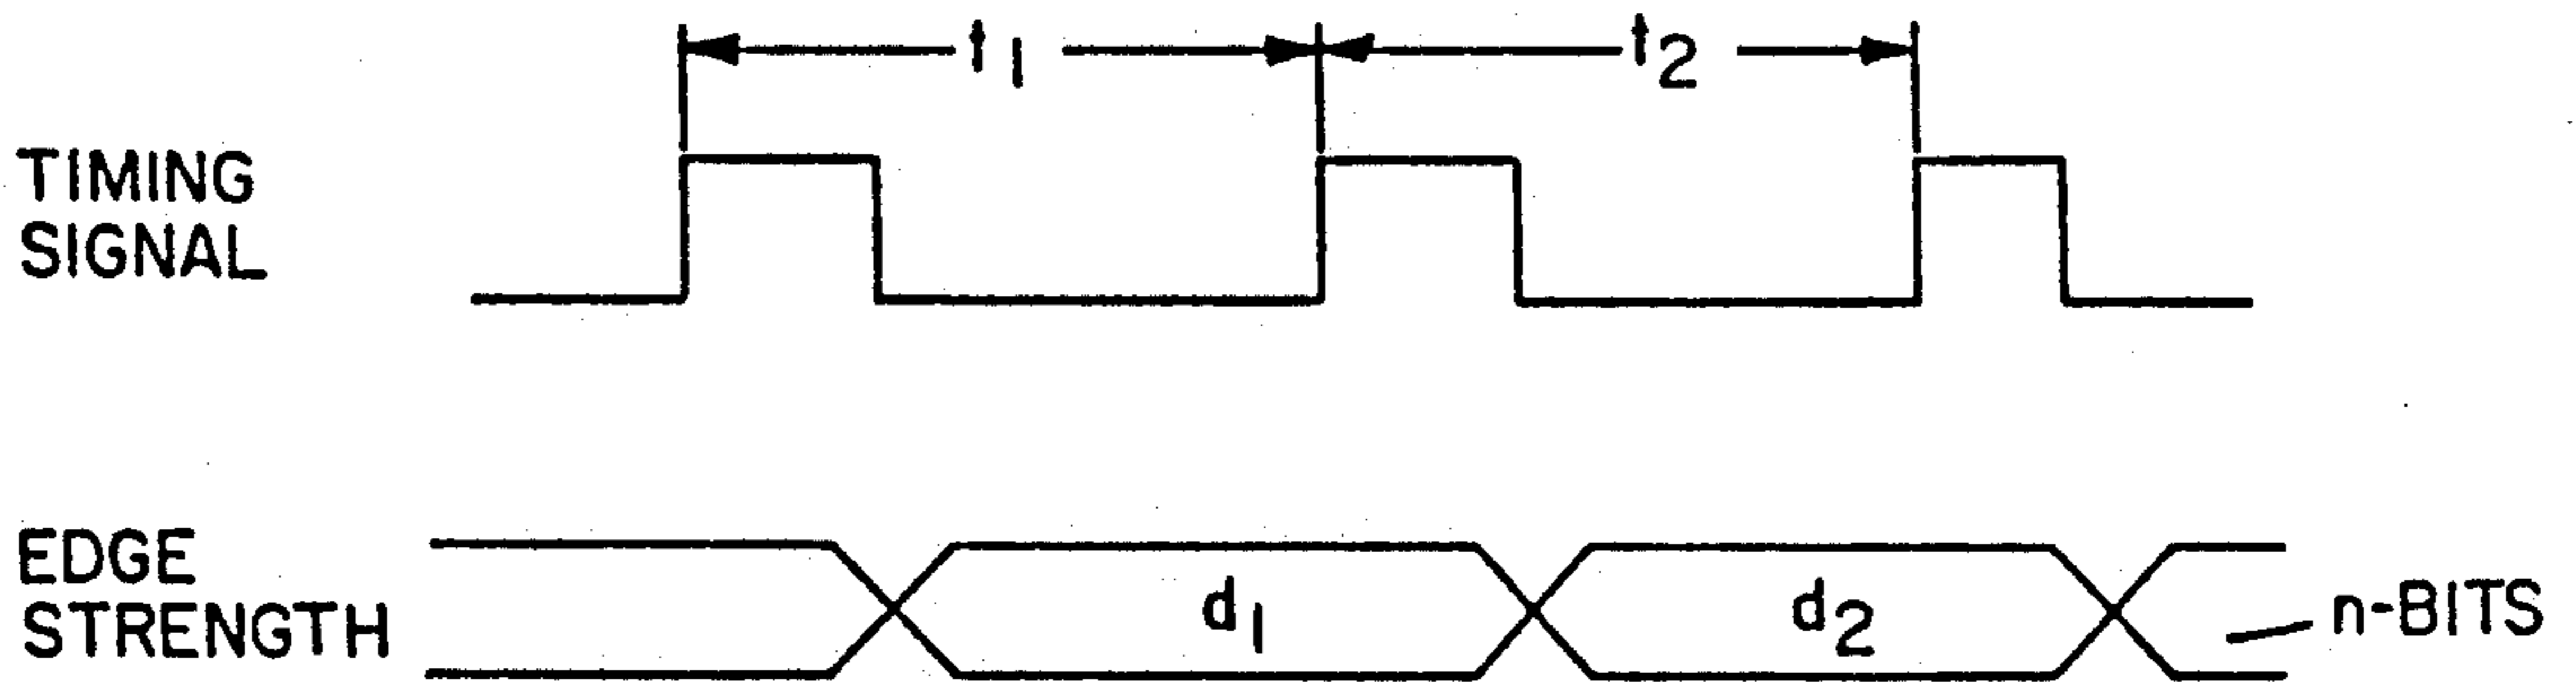 t1
t2
TIMING
SIGNAL
EDGE
STRENGTH
d1
d2
n-BITS